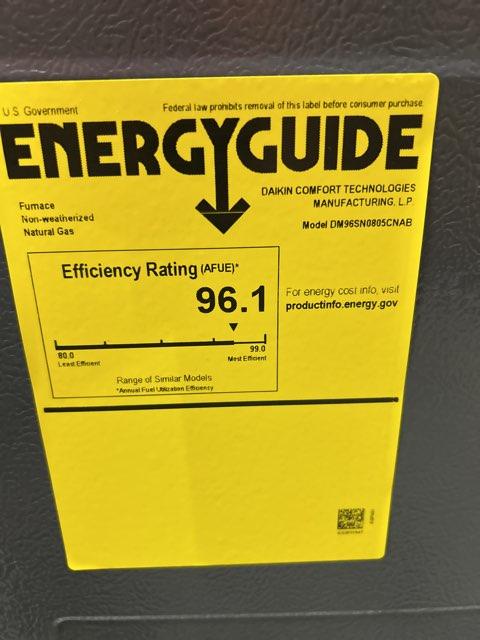 U.S. Government
Federal law prohibits removal of this label before consumer purchase.
ENERGYGUIDE
Furnace
Non-weatherized
Natural Gas
DAIKIN COMFORT TECHNOLOGIES
MANUFACTURING, L.P.
Model DM96SN0805CNAB
Efficiency Rating (AFUE)*
96.1
80.0
Least Efficient
99.0
Most Efficient
Range of Similar Models
*Annual Fuel Utilization Efficiency
For energy cost info, visit
productinfo.energy.gov